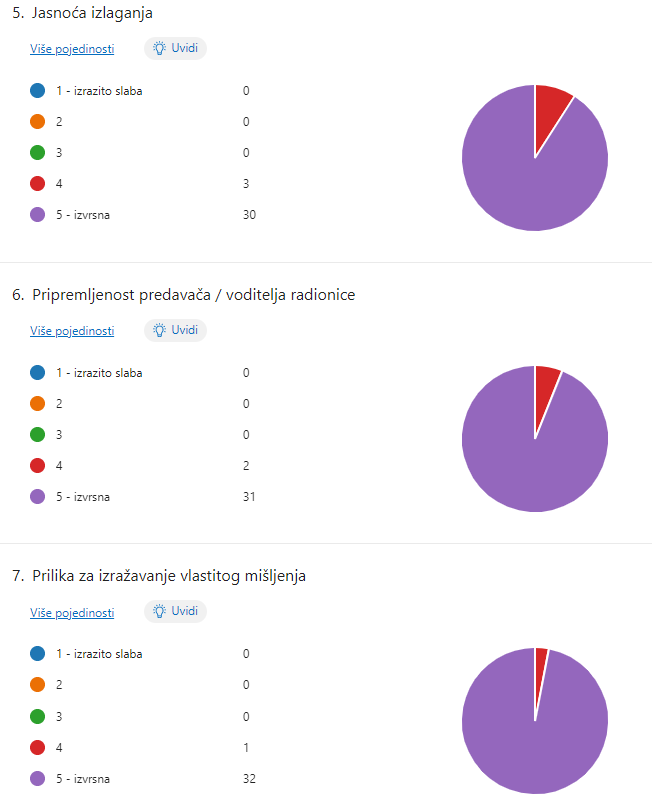 5. Jasnoća izlaganja
Više pojedinosti Uvidi
1 - izrazito slaba 0
2 0
3 0
4 3
5 - izvrsna 30
6. Pripremljenost predavača / voditelja radionice
Više pojedinosti Uvidi
1 - izrazito slaba 0
2 0
3 0
4 2
5 - izvrsna 31
7. Prilika za izražavanje vlastitog mišljenja
Više pojedinosti Uvidi
1 - izrazito slaba 0
2 0
3 0
4 1
5 - izvrsna 32